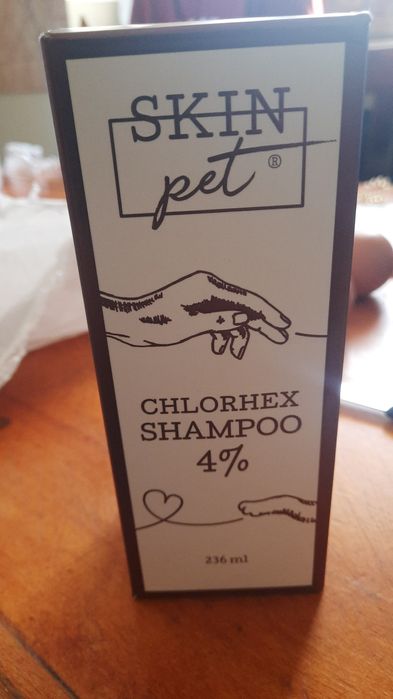 SKIN
pet ®
CHLORHEX
SHAMPOO
4%
236 ml